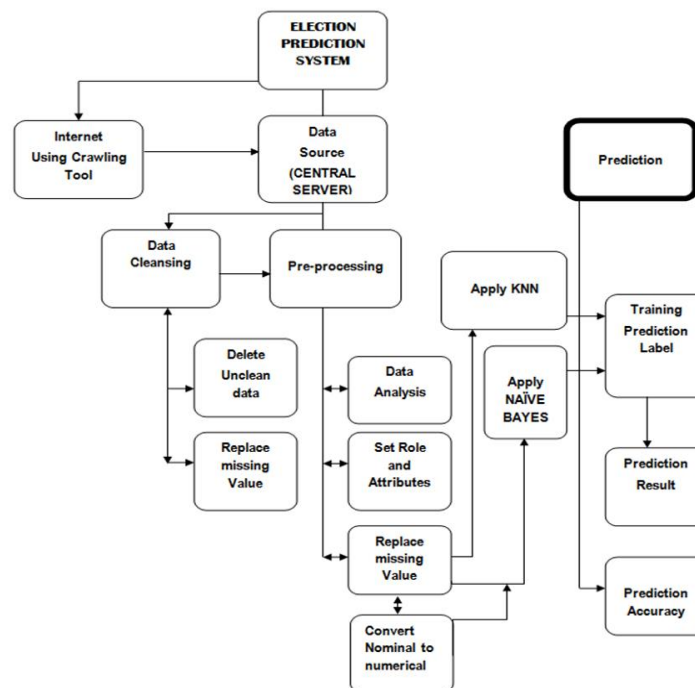 ELECTION
PREDICTION
SYSTEM
Internet
Using Crawling
Tool
Data
Source
(CENTRAL
SERVER)
Prediction
Data
Cleansing
Pre-processing
Apply KNN
Training
Prediction
Label
Delete
Unclean
data
Data
Analysis
Apply
NAÏVE
BAYES
Replace
missing
Value
Set Role
and
Attributes
Prediction
Result
Replace
missing
Value
Prediction
Accuracy
Convert
Nominal to
numerical